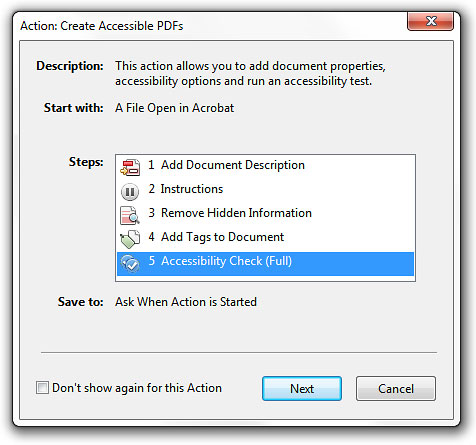 Action: Create Accessible PDFs
Description: This action allows you to add document properties,
accessibility options and run an accessibility test.
Start with: A File Open in Acrobat
Steps: 1 Add Document Description
2 Instructions
3 Remove Hidden Information
4 Add Tags to Document
5 Accessibility Check (Full)
Save to: Ask When Action is Started
Don't show again for this Action Next Cancel